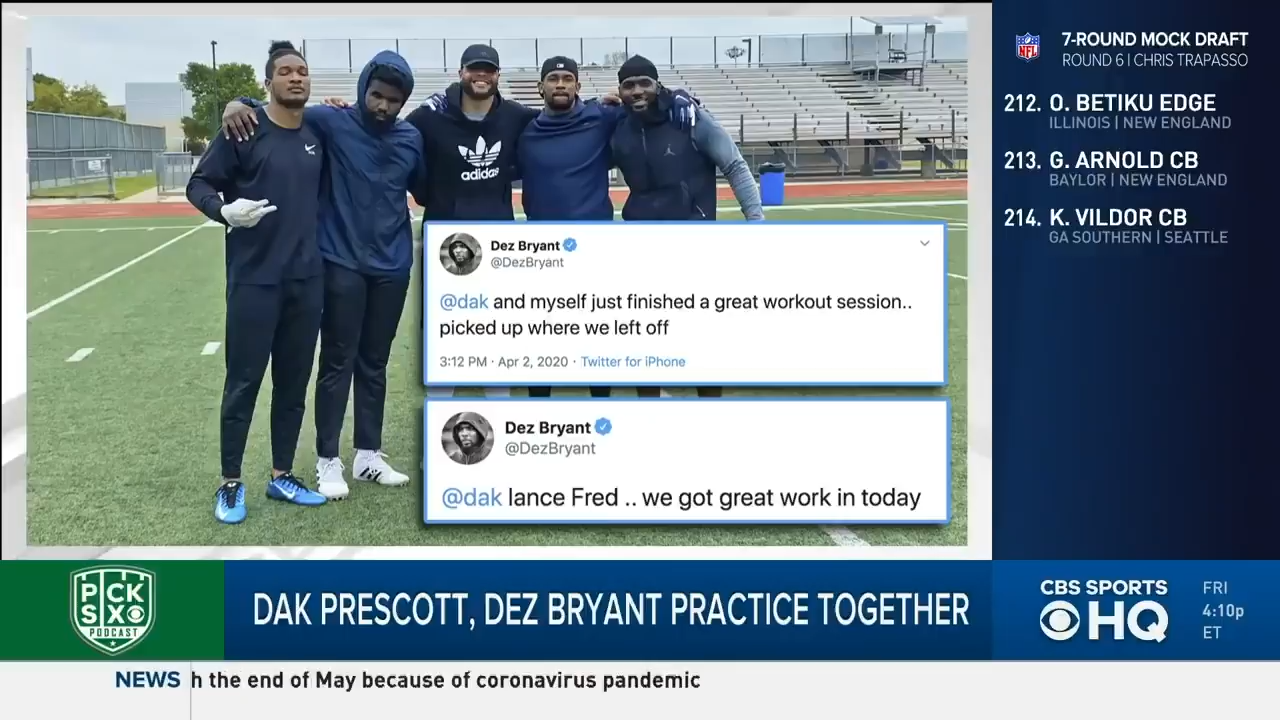 adidas
Dez Bryant
@DezBryant
@dak and myself just finished a great workout session..
picked up where we left off
3:12 PM · Apr 2, 2020 · Twitter for iPhone
Dez Bryant
@DezBryant
@dak lance Fred .. we got great work in today
NFL
7-ROUND MOCK DRAFT
ROUND 6 | CHRIS TRAPASSO
212. O. BETIKU EDGE
ILLINOIS | NEW ENGLAND
213. G. ARNOLD CB
BAYLOR | NEW ENGLAND
214. K. VILDOR CB
GA SOUTHERN | SEATTLE
PICK
SIX
PODCAST
DAK PRESCOTT, DEZ BRYANT PRACTICE TOGETHER
CBS SPORTS
HQ
FRI
4:10p
ET
NEWS h the end of May because of coronavirus pandemic